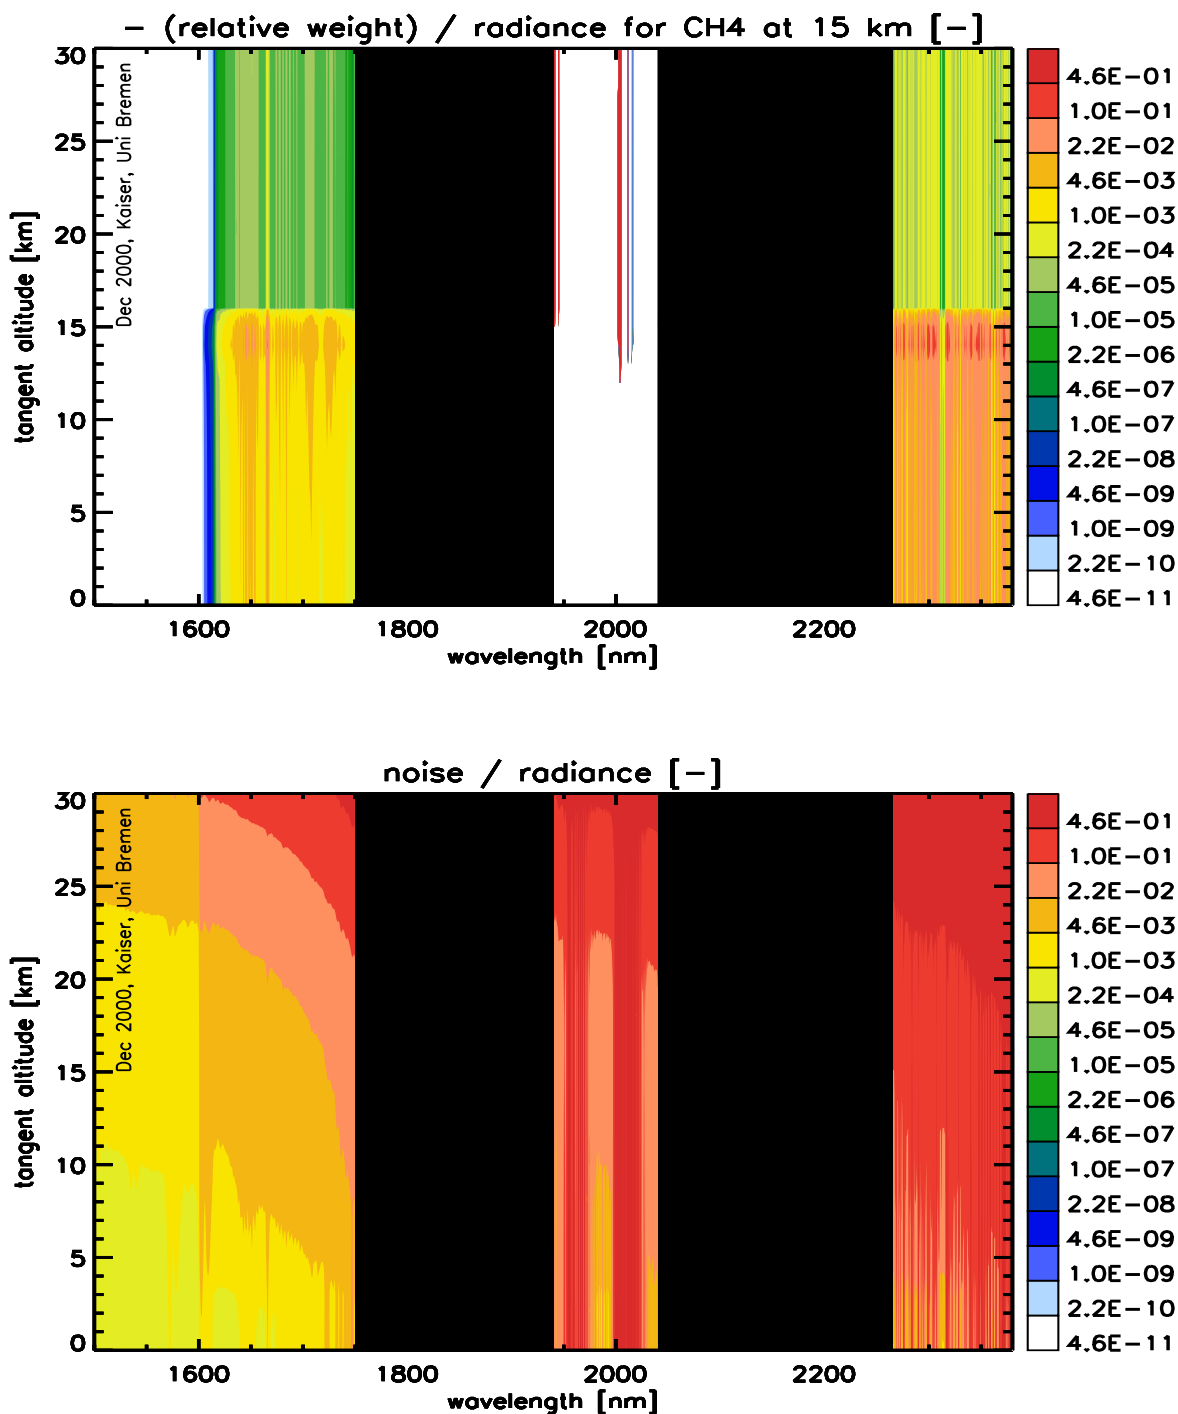 − (relative weight) / radiance for CH4 at 15 km [−]
30
25
20
15
10
5
0
tangent altitude [km]
Dec 2000, Kaiser, Uni Bremen
1600 1800 2000 2200
wavelength [nm]
4.6E−01
1.0E−01
2.2E−02
4.6E−03
1.0E−03
2.2E−04
4.6E−05
1.0E−05
2.2E−06
4.6E−07
1.0E−07
2.2E−08
4.6E−09
1.0E−09
2.2E−10
4.6E−11
noise / radiance [−]
30
25
20
15
10
5
0
tangent altitude [km]
Dec 2000, Kaiser, Uni Bremen
1600 1800 2000 2200
wavelength [nm]
4.6E−01
1.0E−01
2.2E−02
4.6E−03
1.0E−03
2.2E−04
4.6E−05
1.0E−05
2.2E−06
4.6E−07
1.0E−07
2.2E−08
4.6E−09
1.0E−09
2.2E−10
4.6E−11